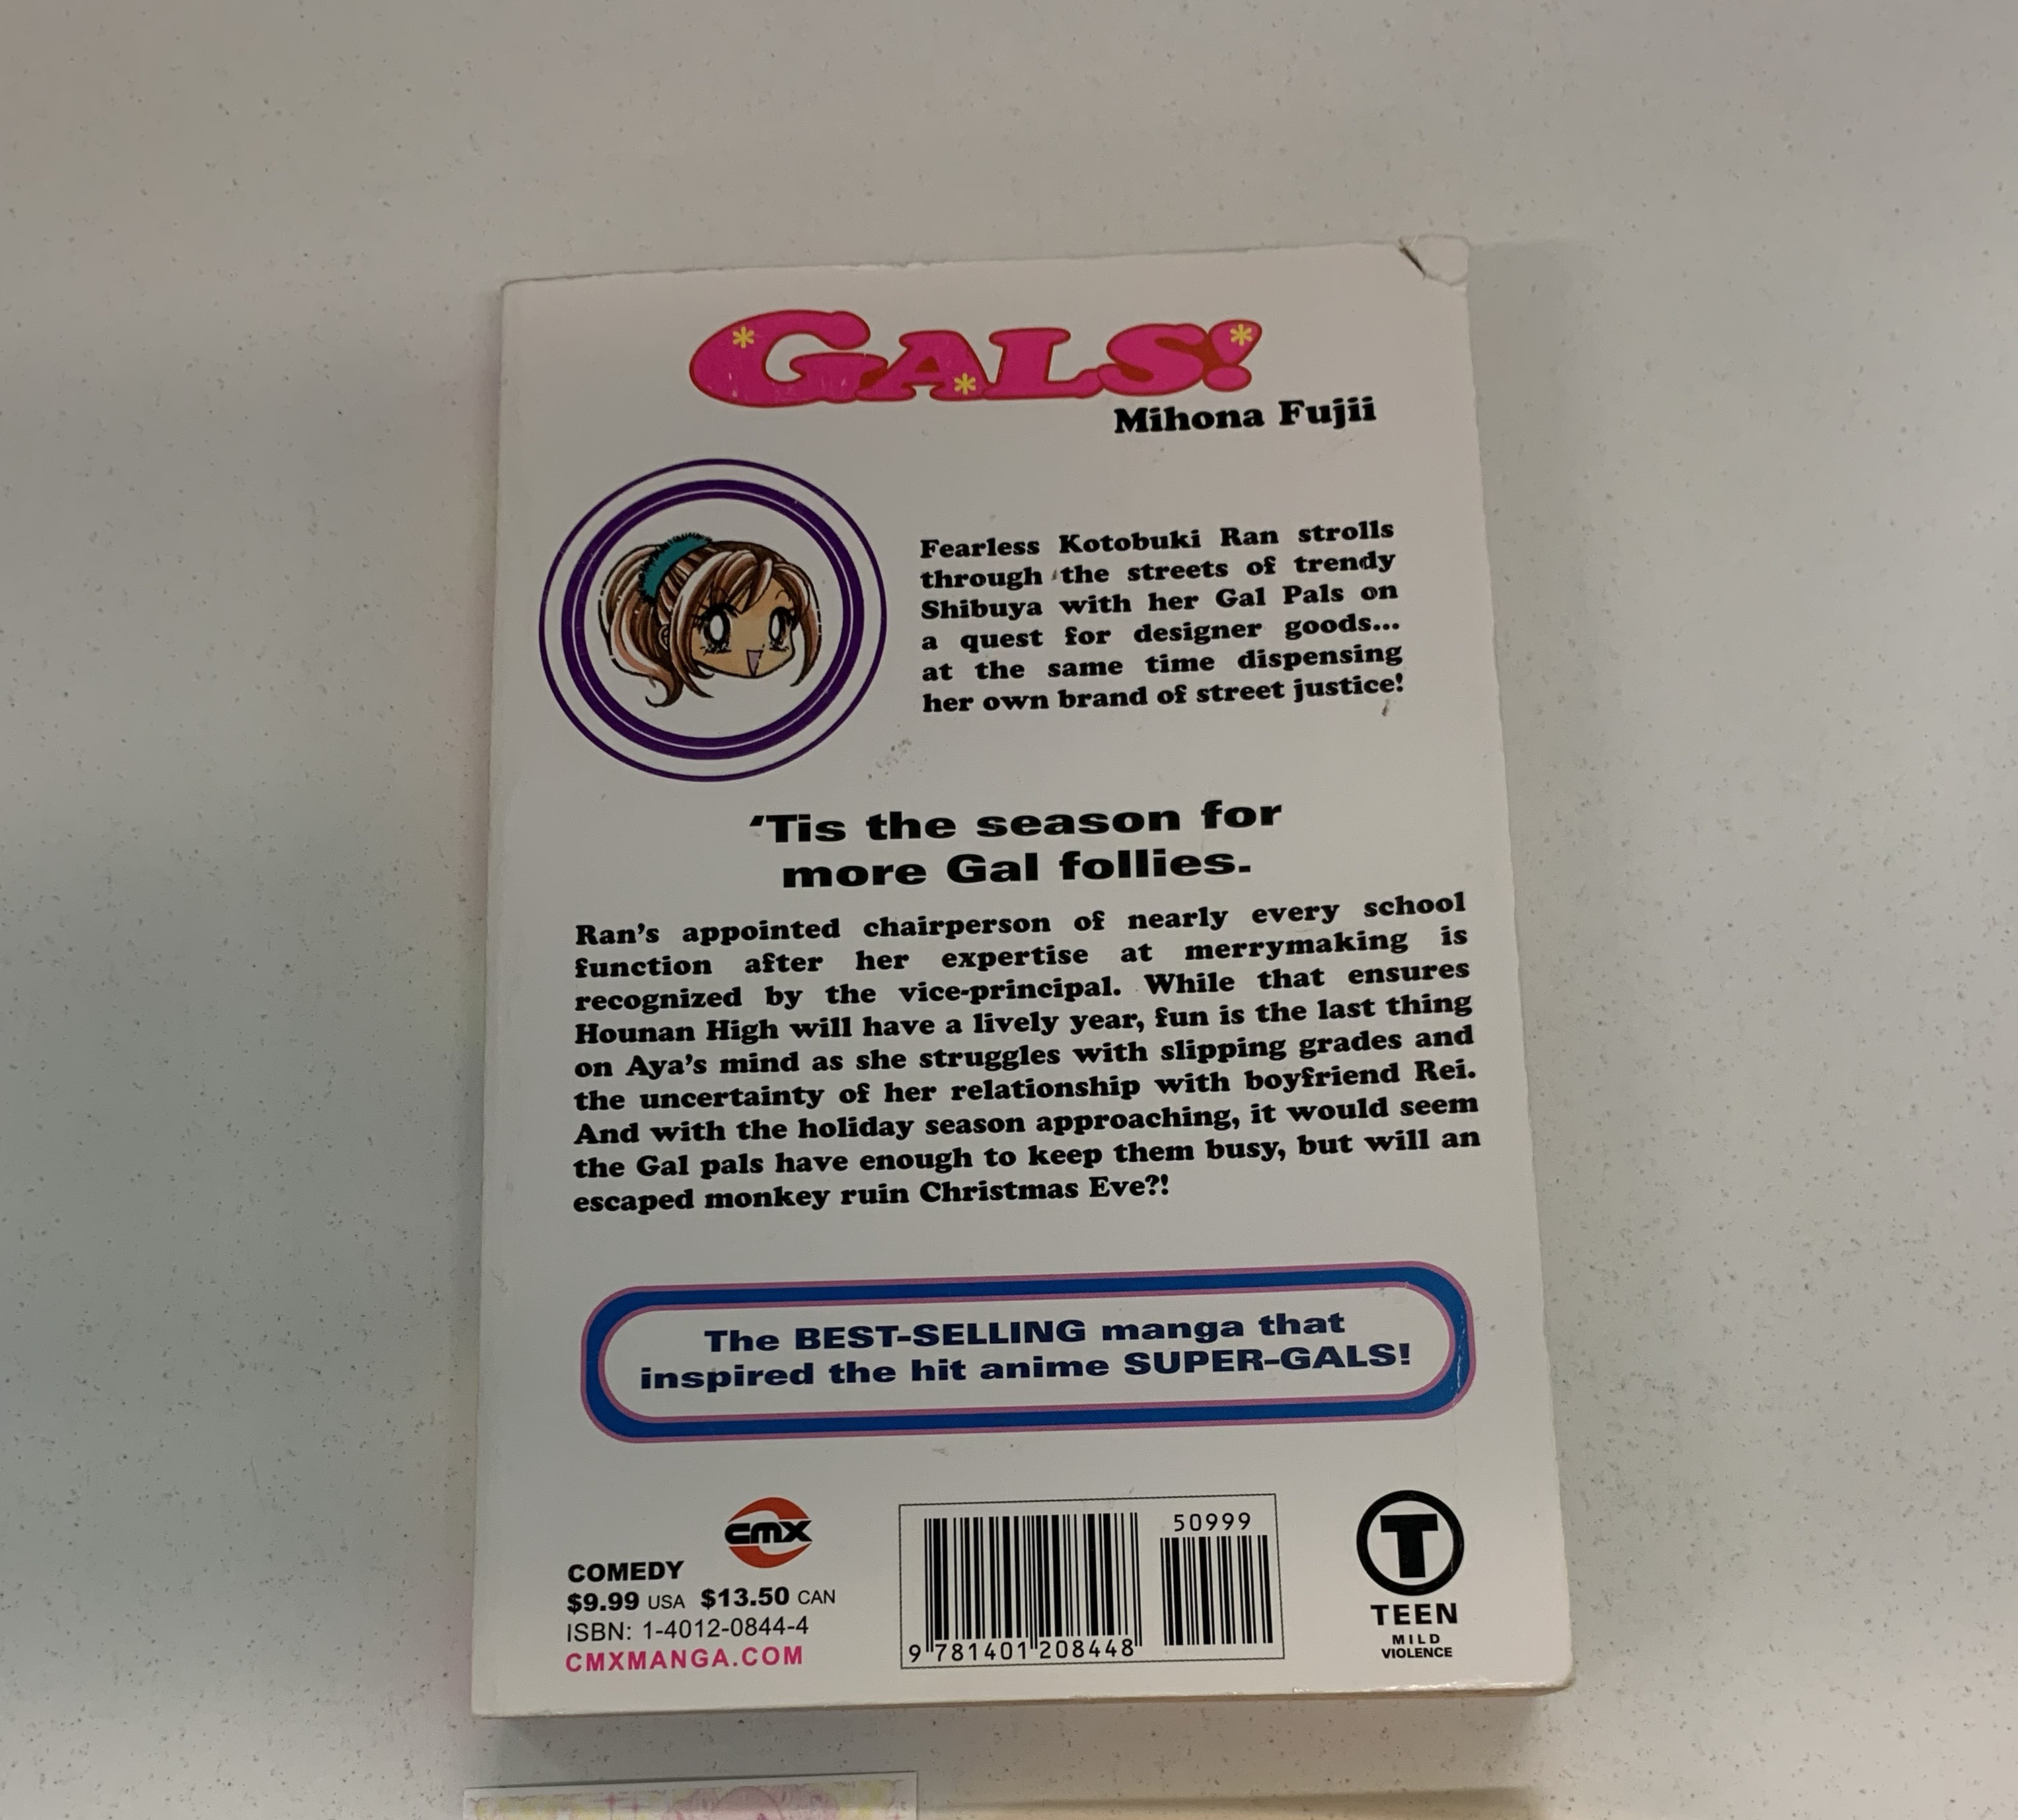 GALS!
Mihona Fujii
Fearless Kotobuki Ran strolls
through the streets of trendy
Shibuya with her Gal Pals on
a quest for designer goods...
at the same time dispensing
her own brand of street justice!
'Tis the season for
more Gal follies.
Ran's appointed chairperson of nearly every school
function after her expertise at merrymaking is
recognized by the vice-principal. While that ensures
Hounan High will have a lively year, fun is the last thing
on Aya's mind as she struggles with slipping grades and
the uncertainty of her relationship with boyfriend Rei.
And with the holiday season approaching, it would seem
the Gal pals have enough to keep them busy, but will an
escaped monkey ruin Christmas Eve?!
The BEST-SELLING manga that
inspired the hit anime SUPER-GALS!
cmx
COMEDY
$9.99 USA $13.50 CAN
ISBN: 1-4012-0844-4
CMXMANGA.COM
50999
9 781401 208448
T
TEEN
MILD
VIOLENCE